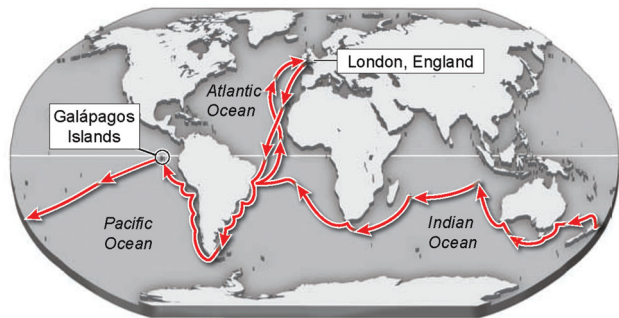 London, England
Atlantic
Ocean
Galápagos
Islands
Pacific
Ocean
Indian
Ocean